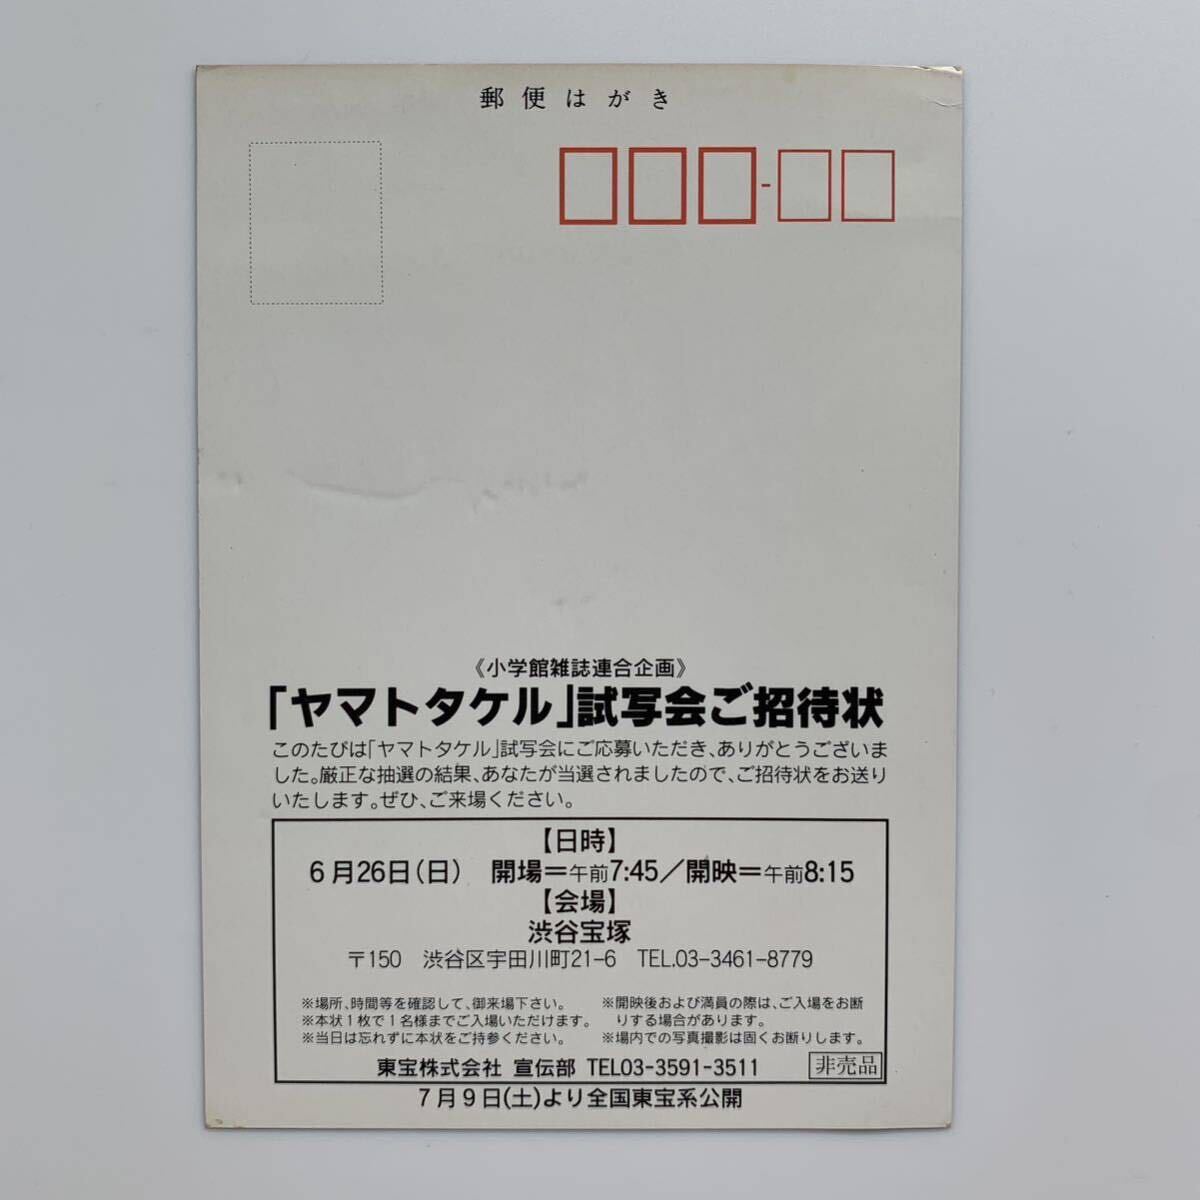 郵便はがき
《小学館雑誌連合企画》
「ヤマトタケル」試写会ご招待状
このたびは「ヤマトタケル」試写会にご応募いただき、ありがとうございま
した。厳正な抽選の結果、あなたが当選されましたので、ご招待状をお送り
いたします。ぜひ、ご来場ください。
【日時】
6月26日(日) 開場＝午前7:45／開映＝午前8:15
【会場】
渋谷宝塚
〒150 渋谷区宇田川町21-6 TEL.03-3461-8779
※場所、時間等を確認して、御来場下さい。
※本状1枚で1名様までご入場いただけます。
※当日は忘れずに本状をご持参ください。
※開映後および満員の際は、ご入場をお断
りする場合があります。
※場内での写真撮影は固くお断りします。
東宝株式会社 宣伝部 TEL03-3591-3511
非売品
7月9日(土)より全国東宝系公開